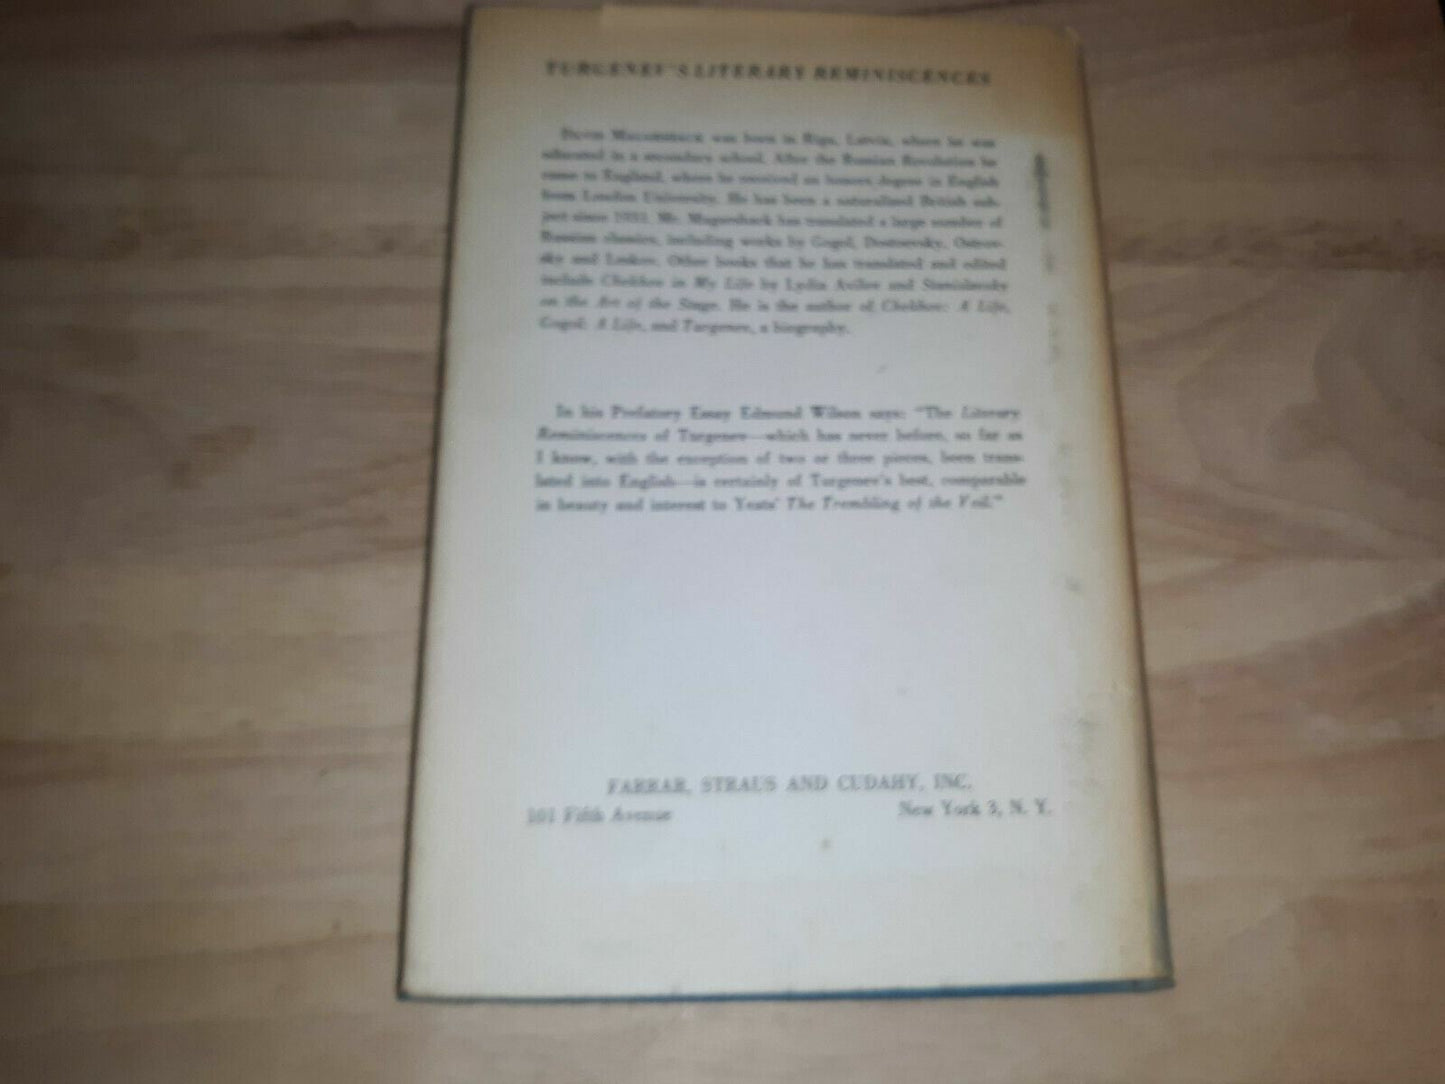 TURGENEV'S LITERARY REMINISCENCES
DAVID MAGARSHACK was born in Riga, Latvia, where he was
educated in a secondary school. After the Russian Revolution he
came to England, where he received an honors degree in English
from London University. He has been a naturalized British sub-
ject since 1931. Mr. Magarshack has translated a large number of
Russian classics, including works by Gogol, Dostoevsky, Ostrov-
sky and Leskov. Other books that he has translated and edited
include Chekhov in My Life by Lydia Avilov and Stanislavsky
on the Art of the Stage. He is the author of Chekhov: A Life,
Gogol: A Life, and Turgenev, a biography.
In his Prefatory Essay Edmund Wilson says: "The Literary
Reminiscences of Turgenev—which has never before, so far as
I know, with the exception of two or three pieces, been trans-
lated into English—is certainly of Turgenev's best, comparable
in beauty and interest to Yeats' The Trembling of the Veil."
FARRAR, STRAUS AND CUDAHY, INC.
101 Fifth Avenue New York 3, N. Y.